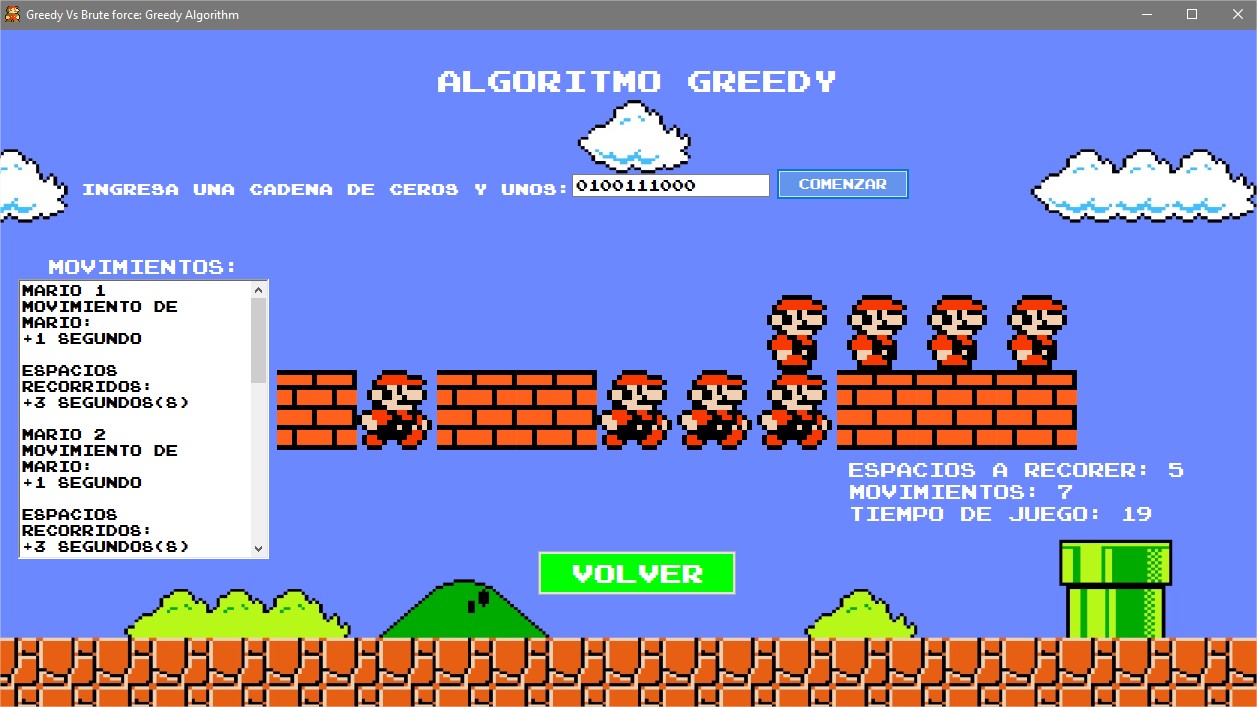 Greedy Vs Brute force: Greedy Algorithm
ALGORITMO GREEDY
INGRESA UNA CADENA DE CEROS Y UNOS: 0100111000 COMENZAR
MOVIMIENTOS:
MARIO 1
MOVIMIENTO DE
MARIO:
+1 SEGUNDO
ESPACIOS
RECORRIDOS:
+3 SEGUNDOS(S)
MARIO 2
MOVIMIENTO DE
MARIO:
+1 SEGUNDO
ESPACIOS
RECORRIDOS:
+3 SEGUNDOS(S)
ESPACIOS A RECORER: 5
MOVIMIENTOS: 7
TIEMPO DE JUEGO: 19
VOLVER